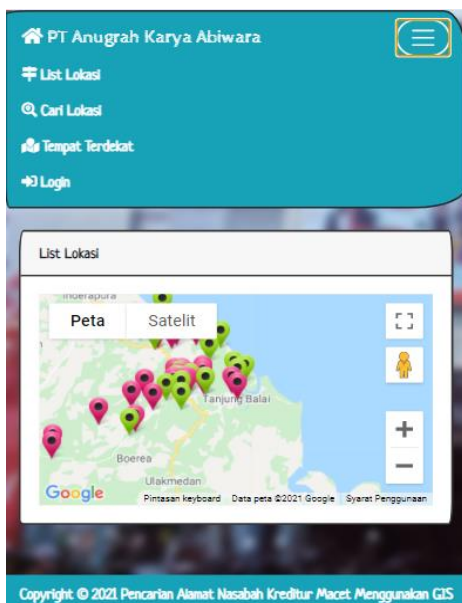 PT Anugrah Karya Abiwara
List Lokasi
Cari Lokasi
Tempat Terdekat
Login
List Lokasi
Inderapura
Peta Satelit
Tanjung Balai
Boerea
Ulakmedan
Google
Pintasan keyboard Data peta ©2021 Google Syarat Penggunaan
Copyright © 2021 Pencarian Alamat Nasabah Kreditur Macet Menggunakan GIS